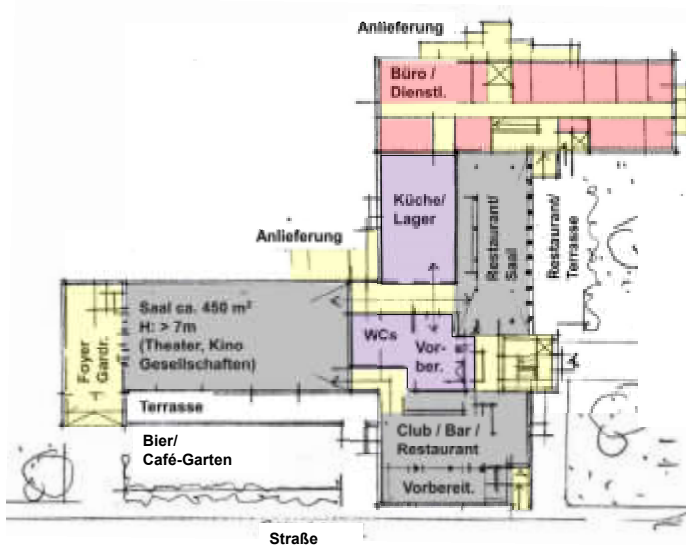 Anlieferung
Büro /
Dienstl.
Küche/
Lager
Restaurant/
Saal
Restaurant/
Terrasse
Anlieferung
Saal ca. 450 m²
H: > 7m
(Theater, Kino
Gesellschaften)
Foyer
Gardr.
WCs
Vor-
ber.
Terrasse
Bier/
Café-Garten
Club / Bar /
Restaurant
Vorbereit.
Straße